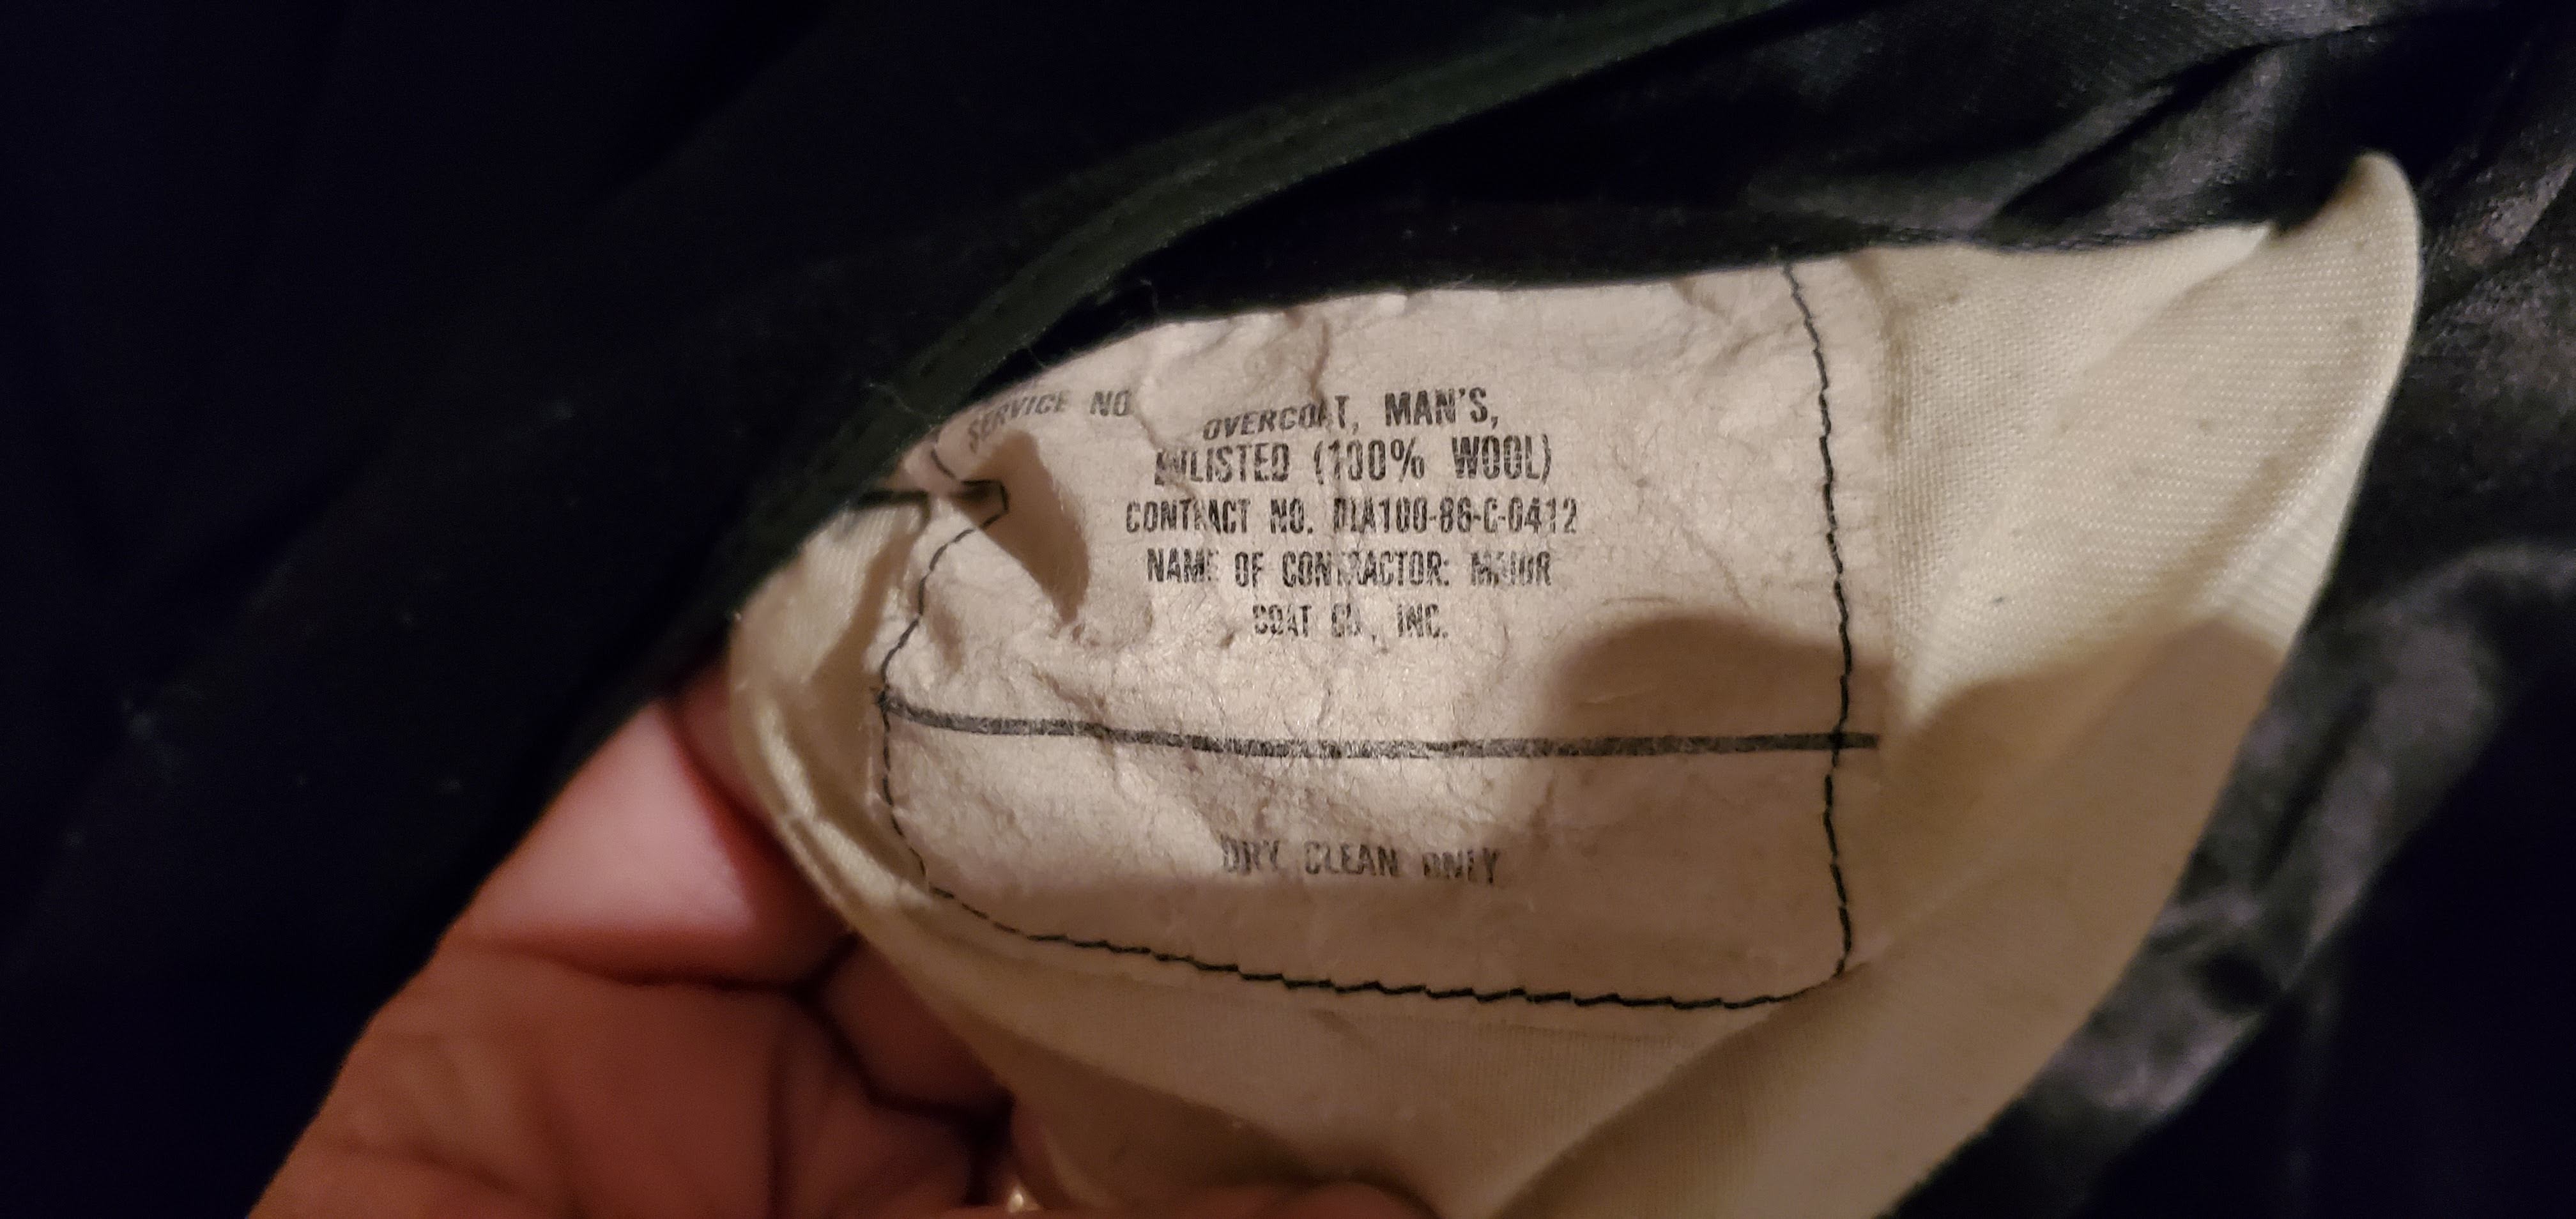 SERVICE NO
OVERCOAT, MAN'S,
ENLISTED (100% WOOL)
CONTRACT NO. DLA100-86-C-0412
NAME OF CONTRACTOR: MAJOR
COAT CO., INC.
DRY CLEAN ONLY